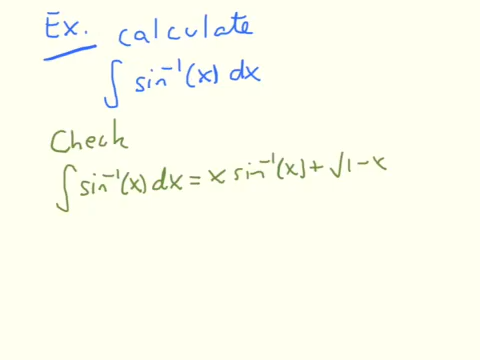 Ex. calculate
∫ sin⁻¹(x) dx
Check
∫ sin⁻¹(x) dx = x sin⁻¹(x) + √1-x